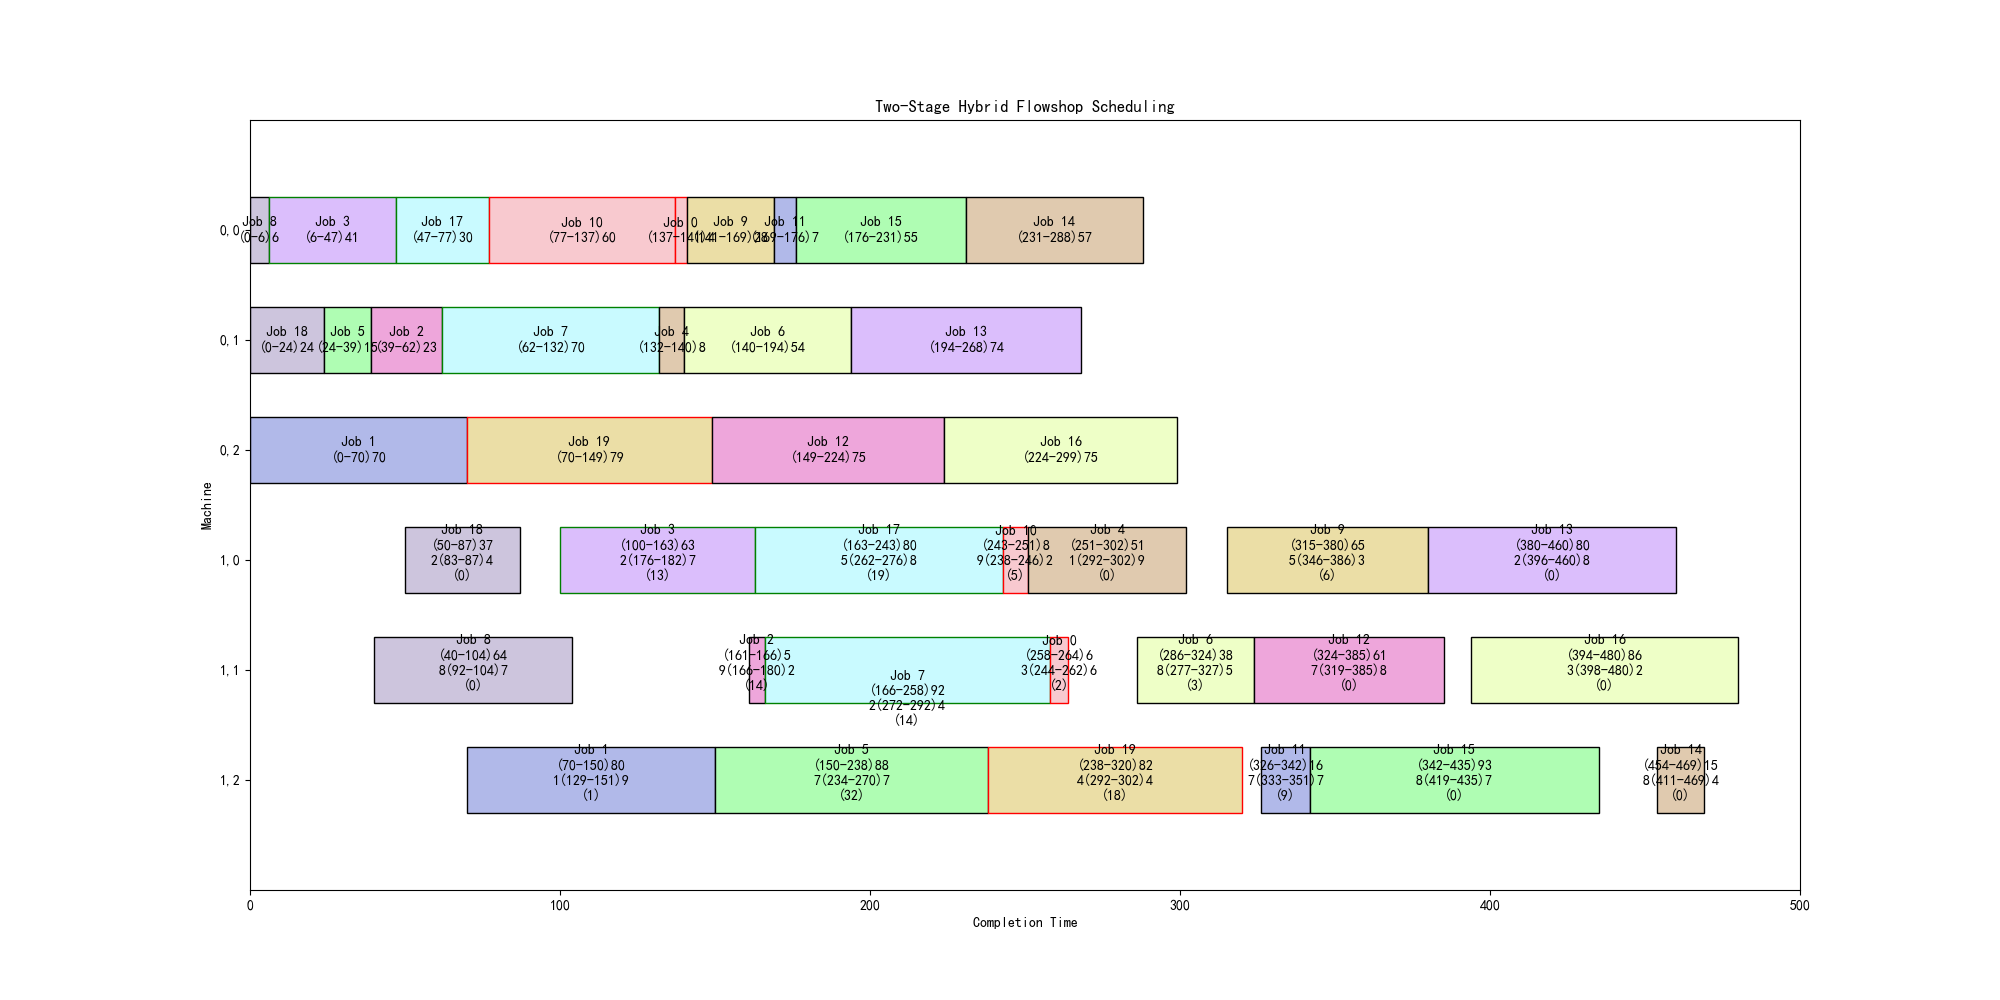 Two-Stage Hybrid Flowshop Scheduling
Machine
0,0
Job 8
(0-6)6
Job 3
(6-47)41
Job 17
(47-77)30
Job 10
(77-137)60
Job 0
(137-141)4
Job 9
(141-169)28
Job 11
(169-176)7
Job 15
(176-231)55
Job 14
(231-288)57
0,1
Job 18
(0-24)24
Job 5
(24-39)15
Job 2
(39-62)23
Job 7
(62-132)70
Job 4
(132-140)8
Job 6
(140-194)54
Job 13
(194-268)74
0,2
Job 1
(0-70)70
Job 19
(70-149)79
Job 12
(149-224)75
Job 16
(224-299)75
1,0
Job 18
(50-87)37
2(83-87)4
(0)
Job 3
(100-163)63
2(176-182)7
(13)
Job 17
(163-243)80
5(262-276)8
(19)
Job 10
(243-251)8
9(238-246)2
(5)
Job 4
(251-302)51
1(292-302)9
(0)
Job 9
(315-380)65
5(346-386)3
(6)
Job 13
(380-460)80
2(396-460)8
(0)
1,1
Job 8
(40-104)64
8(92-104)7
(0)
Job 2
(161-166)5
9(166-180)2
(14)
Job 7
(166-258)92
2(272-292)4
(14)
Job 0
(258-264)6
3(244-262)6
(2)
Job 6
(286-324)38
8(277-327)5
(3)
Job 12
(324-385)61
7(319-385)8
(0)
Job 16
(394-480)86
3(398-480)2
(0)
1,2
Job 1
(70-150)80
1(129-151)9
(1)
Job 5
(150-238)88
7(234-270)7
(32)
Job 19
(238-320)82
4(292-302)4
(18)
Job 11
(326-342)16
7(333-351)7
(9)
Job 15
(342-435)93
8(419-435)7
(0)
Job 14
(454-469)15
8(411-469)4
(0)
0
100
200
300
400
500
Completion Time